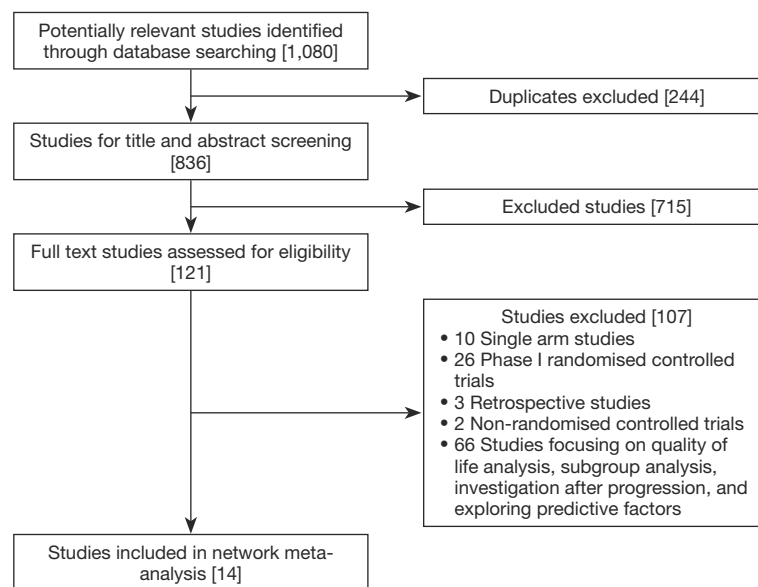 Potentially relevant studies identified
through database searching [1,080]
Duplicates excluded [244]
Studies for title and abstract screening
[836]
Excluded studies [715]
Full text studies assessed for eligibility
[121]
Studies excluded [107]
• 10 Single arm studies
• 26 Phase I randomised controlled
trials
• 3 Retrospective studies
• 2 Non-randomised controlled trials
• 66 Studies focusing on quality of
life analysis, subgroup analysis,
investigation after progression, and
exploring predictive factors
Studies included in network meta-
analysis [14]